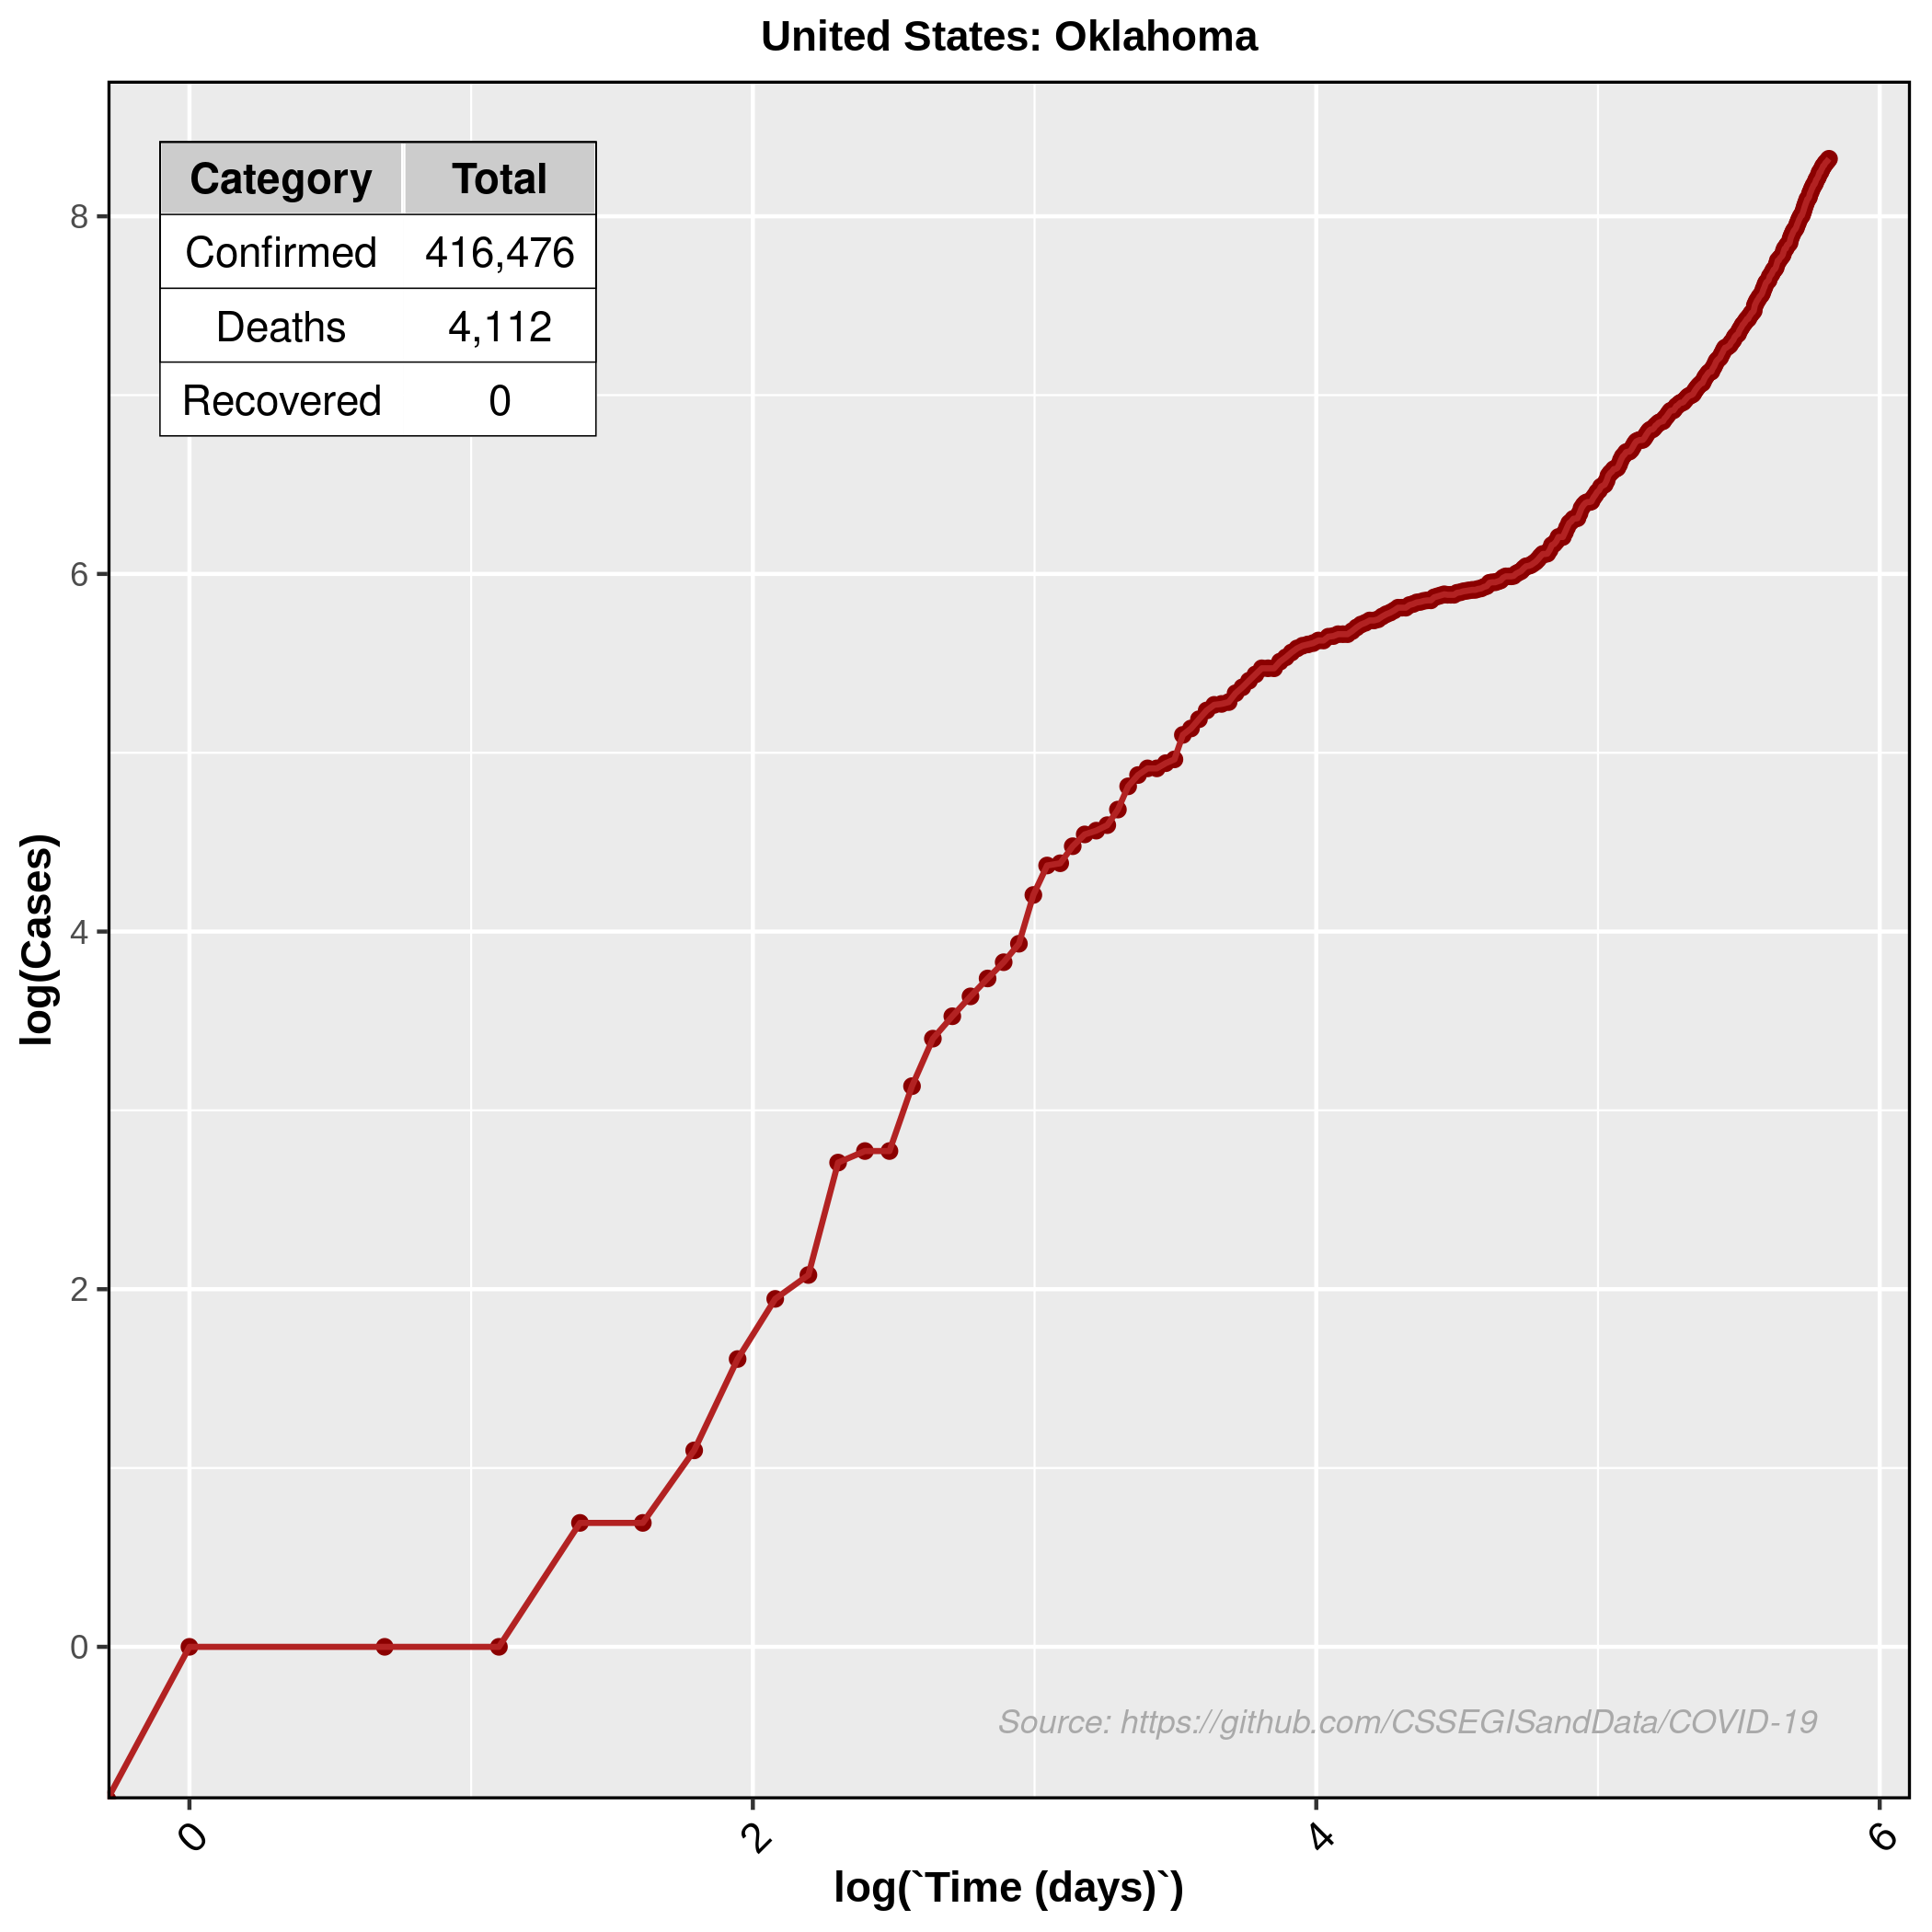 United States: Oklahoma
Category Total
Confirmed 416,476
Deaths 4,112
Recovered 0
8
6
4
2
0
log(Cases)
Source: https://github.com/CSSEGISandData/COVID-19
0 2 4 6
log(`Time (days)`)